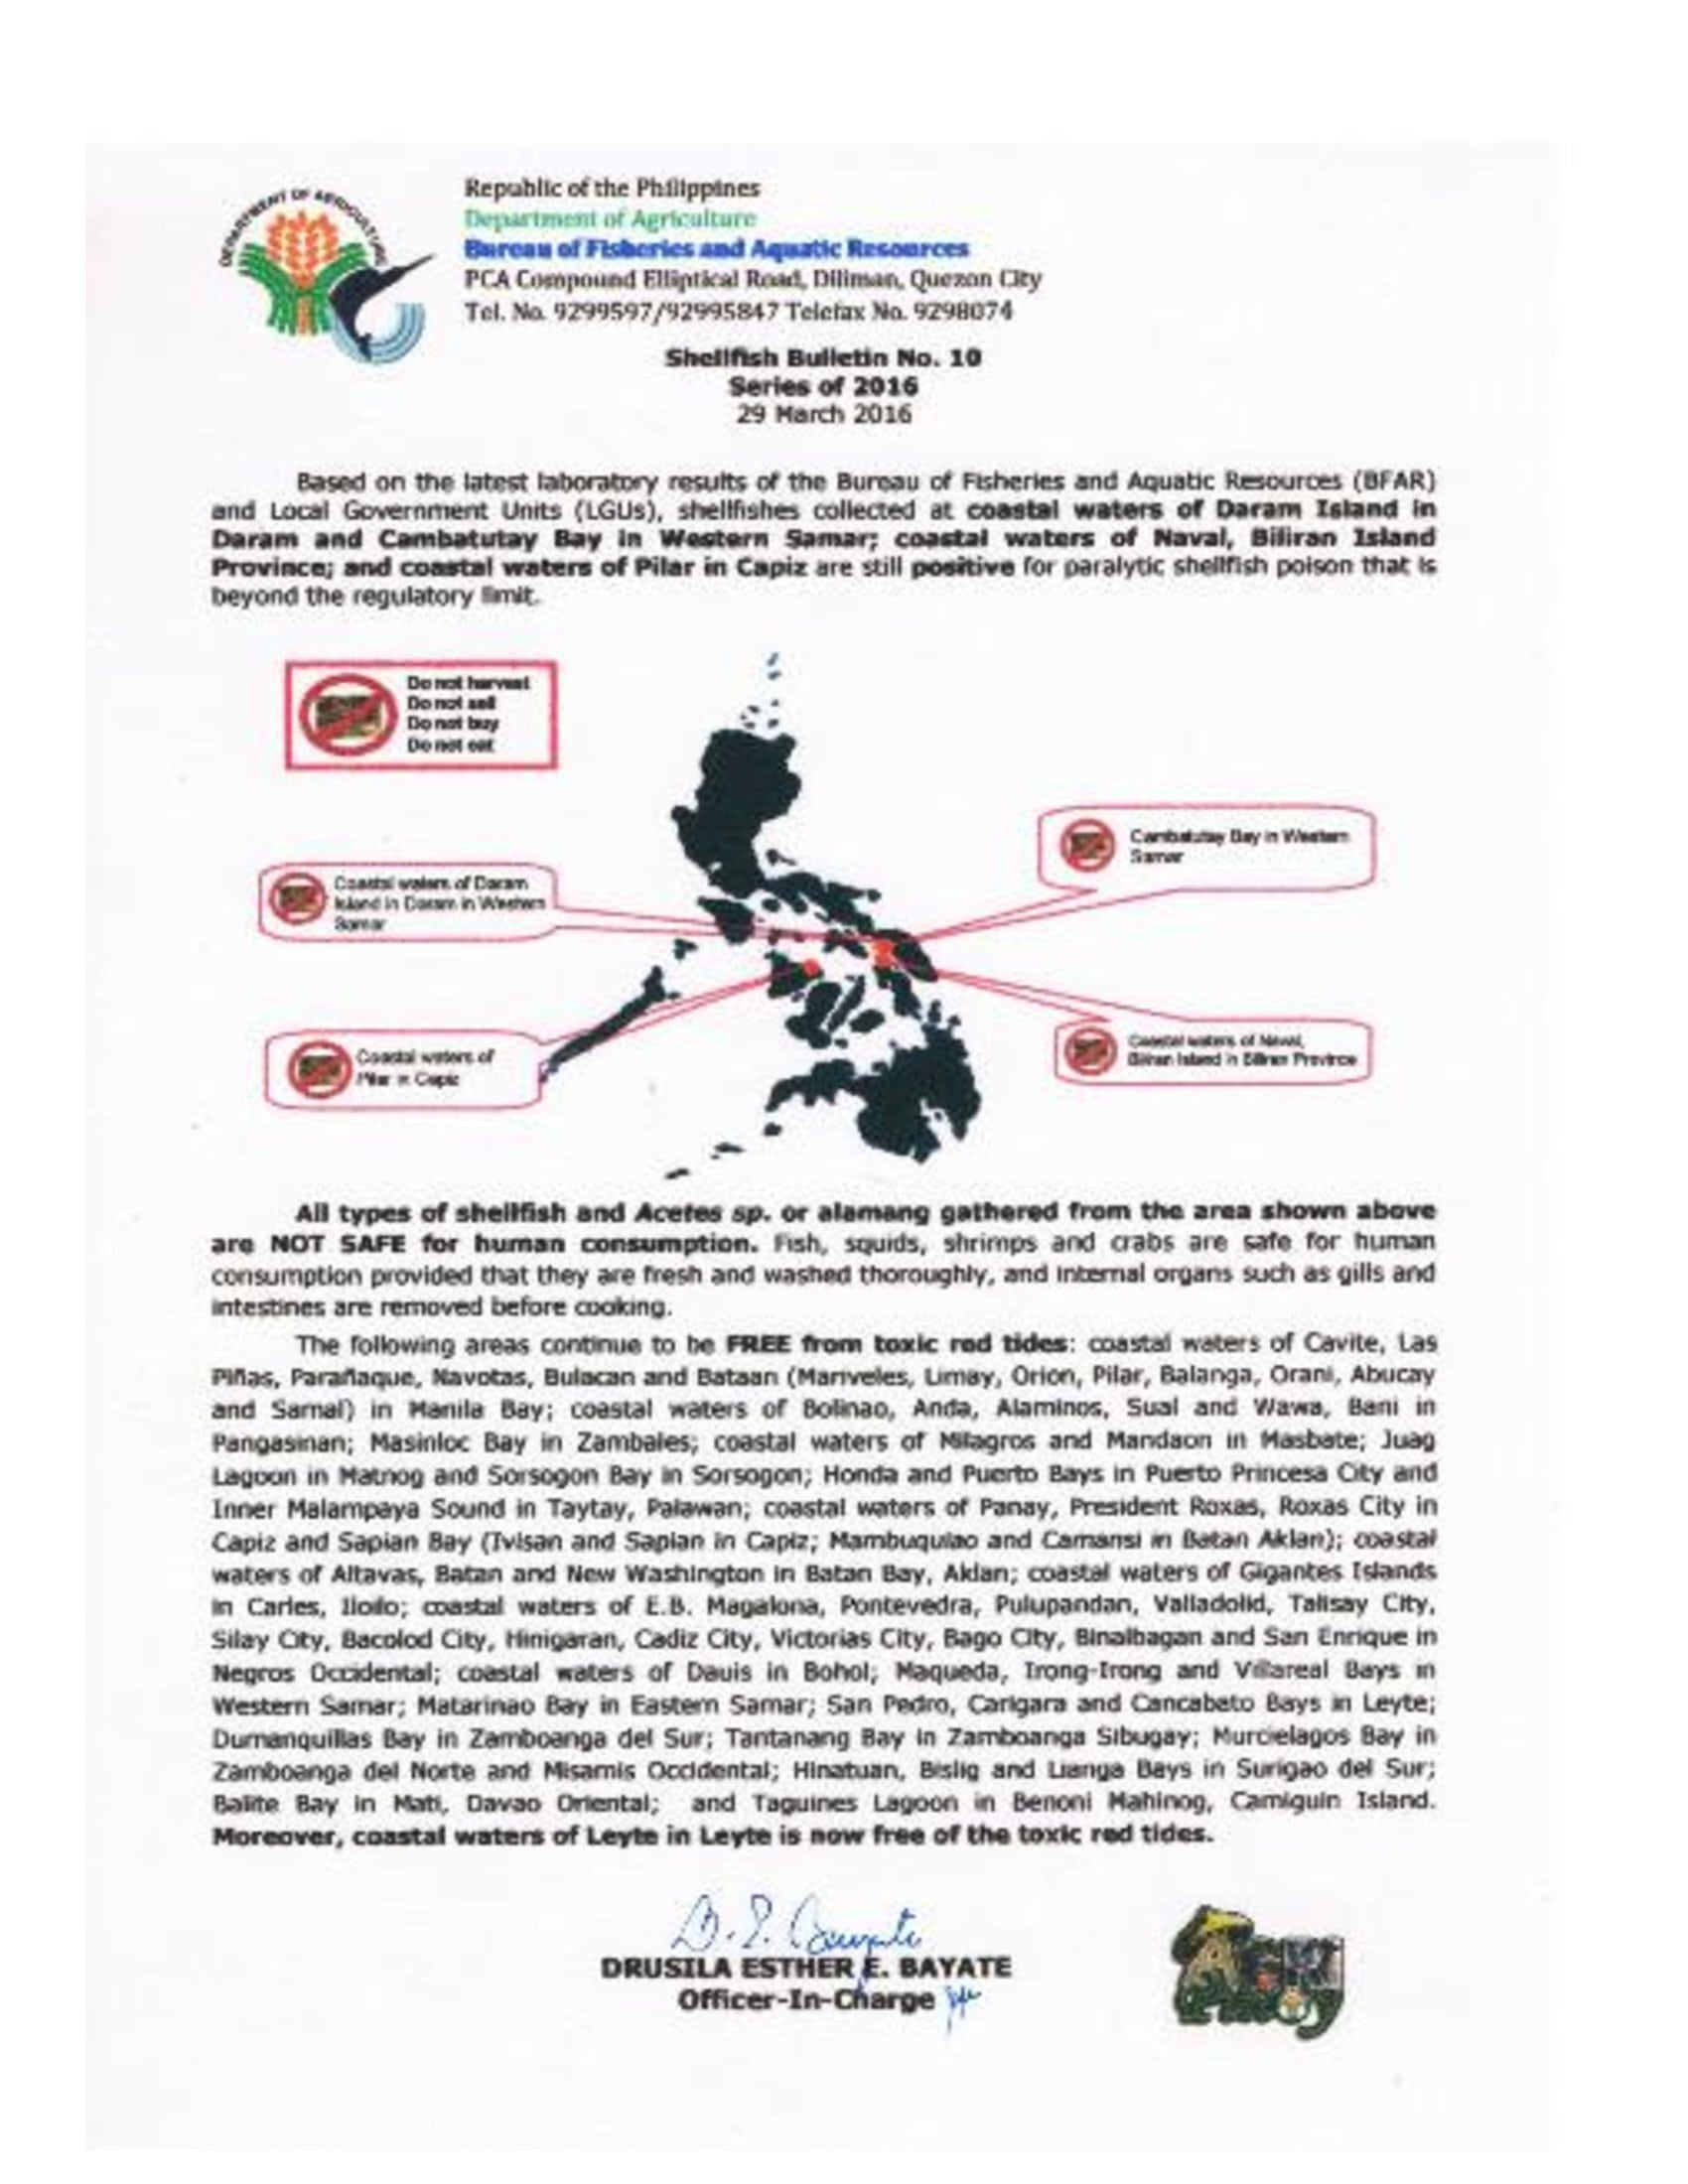 DEPARTMENT OF AGRICULTURE
Republic of the Philippines
Department of Agriculture
Bureau of Fisheries and Aquatic Resources
PCA Compound Elliptical Road, Diliman, Quezon City
Tel. No. 9299597/92995847 Telefax No. 9298074
Shellfish Bulletin No. 10
Series of 2016
29 March 2016
Based on the latest laboratory results of the Bureau of Fisheries and Aquatic Resources (BFAR)
and Local Government Units (LGUs), shellfishes collected at coastal waters of Daram Island in
Daram and Cambatutay Bay in Western Samar; coastal waters of Naval, Biliran Island
Province; and coastal waters of Pilar in Capiz are still positive for paralytic shellfish poison that is
beyond the regulatory limit.
Do not harvest
Do not sell
Do not buy
Do not eat
Cambatutay Bay in Western
Samar
Coastal waters of Daram
Island in Daram in Western
Samar
Coastal waters of
Pilar in Capiz
Coastal waters of Naval,
Biliran Island in Biliran Province
All types of shellfish and Acetes sp. or alamang gathered from the area shown above
are NOT SAFE for human consumption. Fish, squids, shrimps and crabs are safe for human
consumption provided that they are fresh and washed thoroughly, and internal organs such as gills and
intestines are removed before cooking.
The following areas continue to be FREE from toxic red tides: coastal waters of Cavite, Las
Piñas, Parañaque, Navotas, Bulacan and Bataan (Mariveles, Limay, Orion, Pilar, Balanga, Orani, Abucay
and Samal) in Manila Bay; coastal waters of Bolinao, Anda, Alaminos, Sual and Wawa, Bani in
Pangasinan; Masinloc Bay in Zambales; coastal waters of Milagros and Mandaon in Masbate; Juag
Lagoon in Matnog and Sorsogon Bay in Sorsogon; Honda and Puerto Bays in Puerto Princesa City and
Inner Malampaya Sound in Taytay, Palawan; coastal waters of Panay, President Roxas, Roxas City in
Capiz and Sapian Bay (Ivisan and Sapian in Capiz; Mambuquiao and Camansi in Batan Aklan); coastal
waters of Altavas, Batan and New Washington in Batan Bay, Aklan; coastal waters of Gigantes Islands
in Carles, Iloilo; coastal waters of E.B. Magalona, Pontevedra, Pulupandan, Valladolid, Talisay City,
Silay City, Bacolod City, Hinigaran, Cadiz City, Victorias City, Bago City, Binalbagan and San Enrique in
Negros Occidental; coastal waters of Dauis in Bohol; Maqueda, Irong-Irong and Villareal Bays in
Western Samar; Matarinao Bay in Eastern Samar; San Pedro, Carigara and Cancabato Bays in Leyte;
Dumanquillas Bay in Zamboanga del Sur; Tantanang Bay in Zamboanga Sibugay; Murcielagos Bay in
Zamboanga del Norte and Misamis Occidental; Hinatuan, Bislig and Lianga Bays in Surigao del Sur;
Balite Bay in Mati, Davao Oriental; and Taguines Lagoon in Benoni Mahinog, Camiguin Island.
Moreover, coastal waters of Leyte in Leyte is now free of the toxic red tides.
DRUSILA ESTHER E. BAYATE
Officer-In-Charge